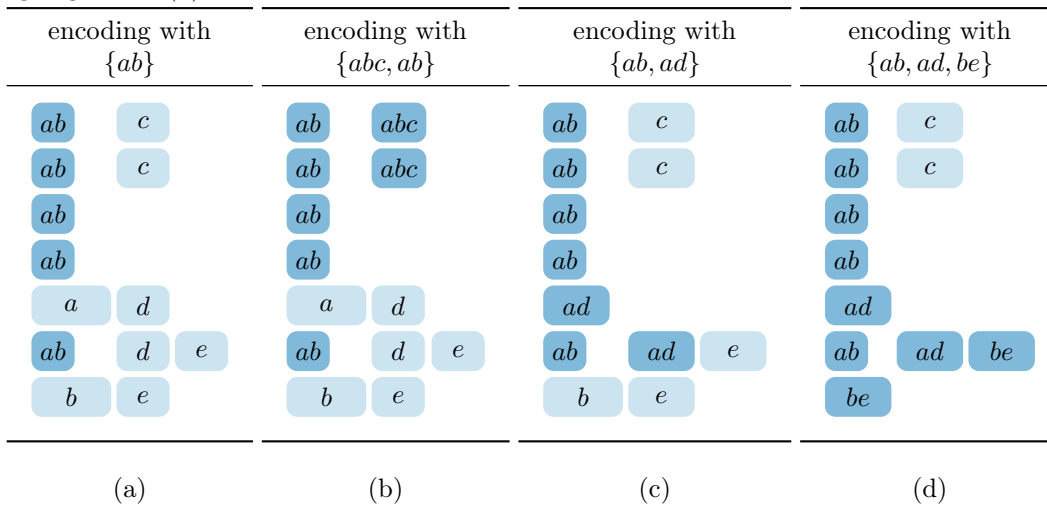 encoding with encoding with encoding with encoding with
{ab} {abc, ab} {ab, ad} {ab, ad, be}
ab c ab abc ab c ab c
ab c ab abc ab c ab c
ab ab ab ab
ab ab ab ab
a d a d ad ad
ab d e ab d e ab ad e ab ad be
b e b e b e be
(a) (b) (c) (d)